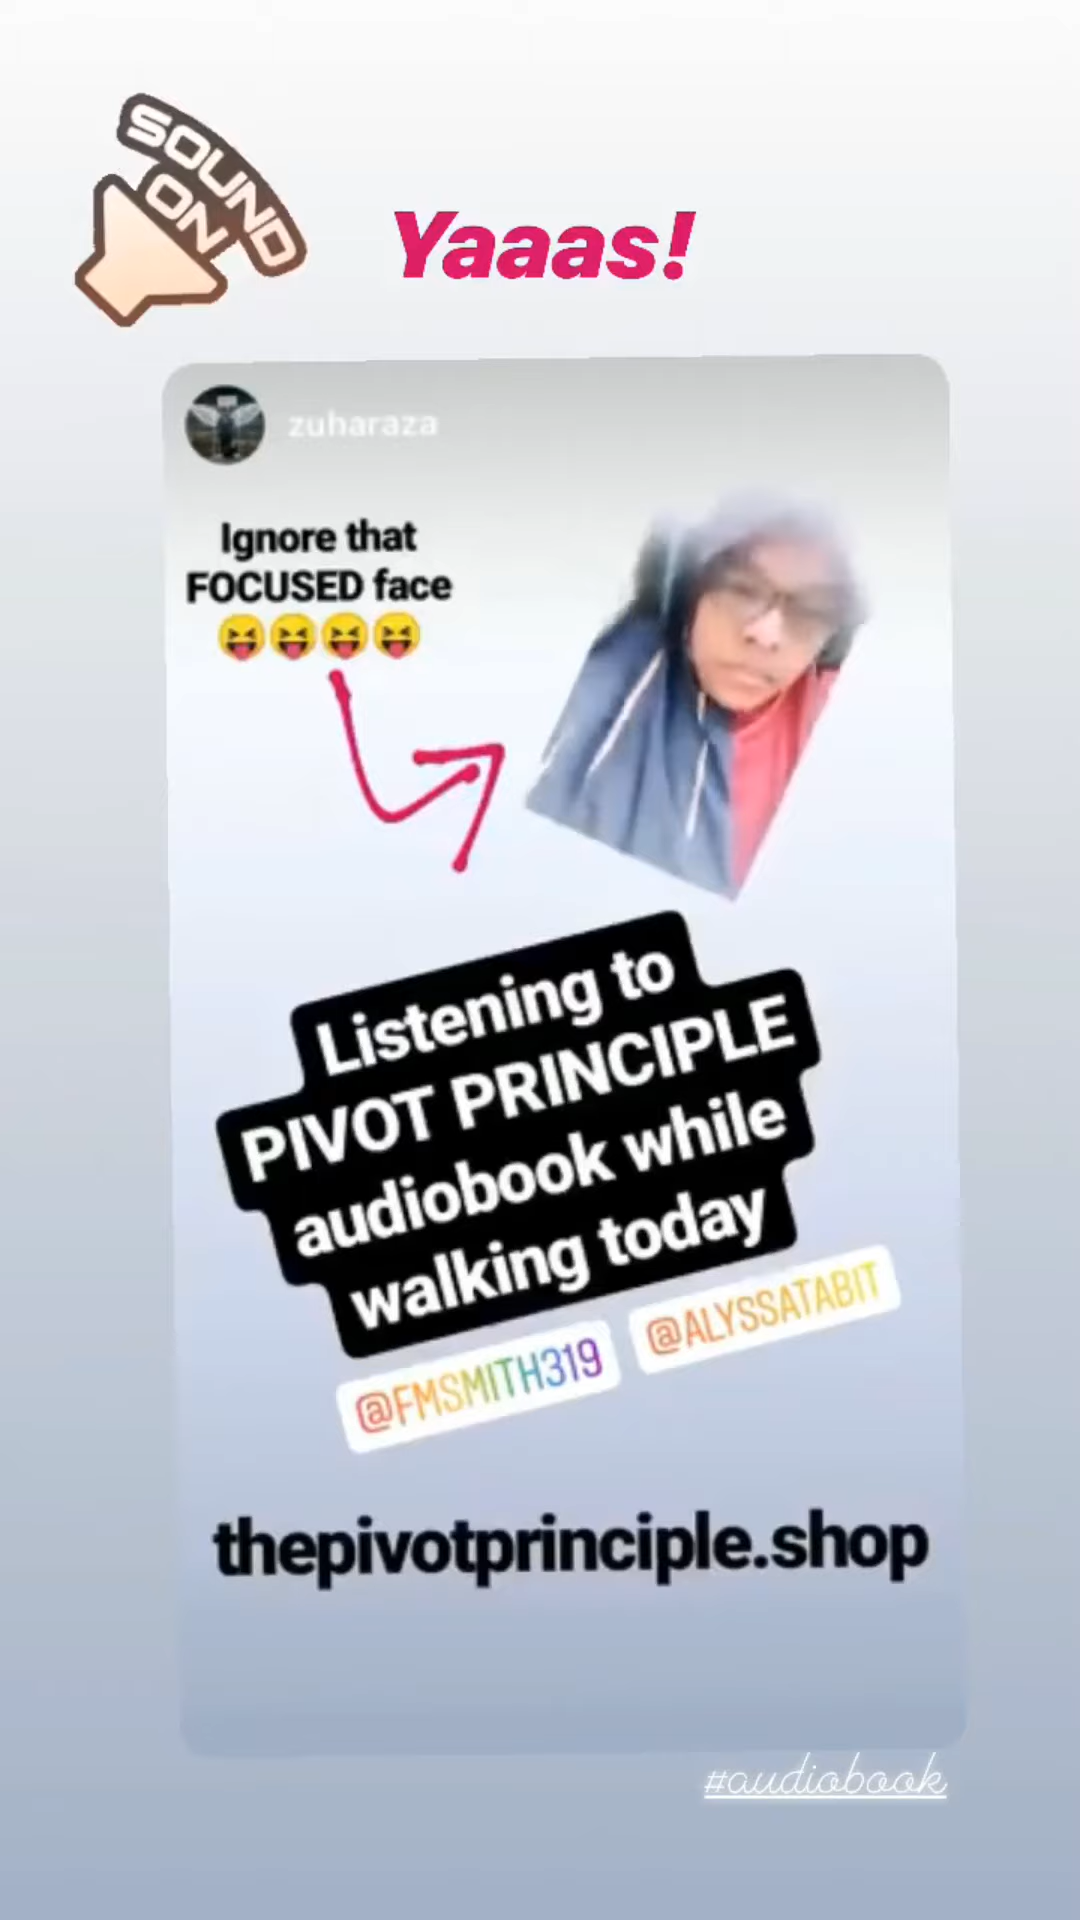 SOUND
ON
Yaaas!
zuharaza
Ignore that
FOCUSED face
😝😝😝😝
Listening to
PIVOT PRINCIPLE
audiobook while
walking today
@ALYSSATABIT
@FMSMITH319
thepivotprinciple.shop
#audiobook